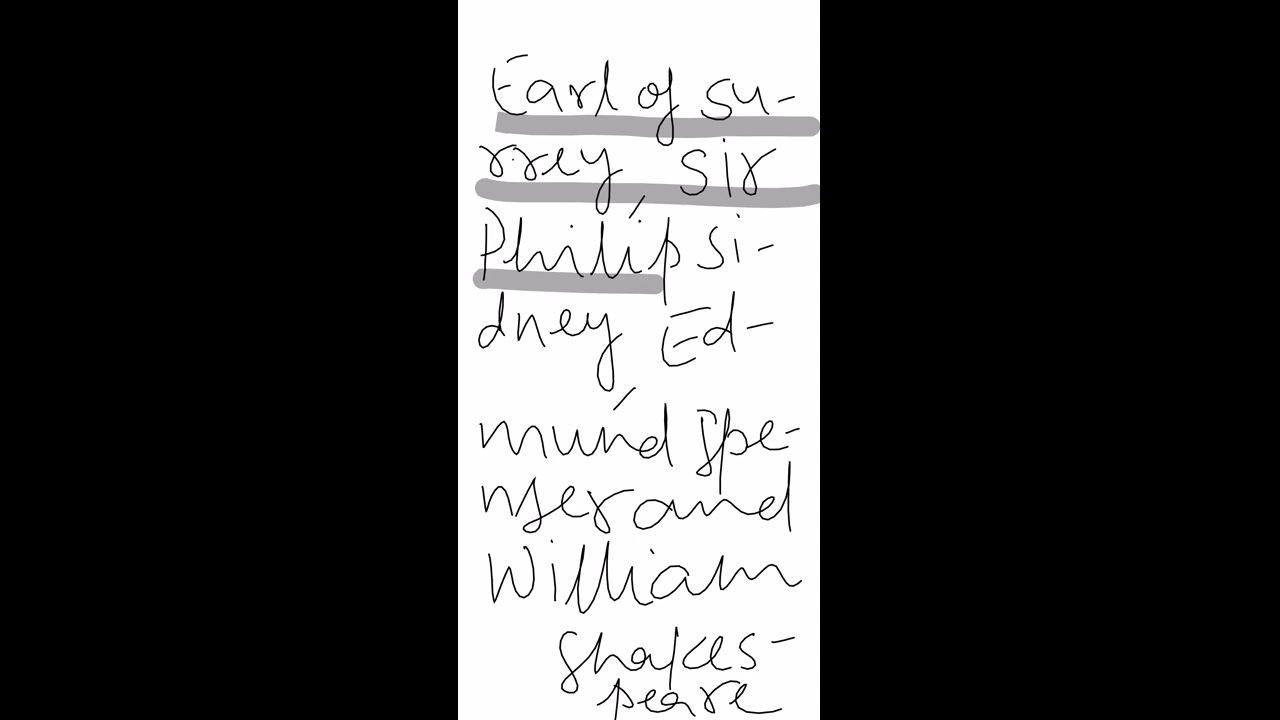 Earl of su-
rrey, sir
Philip si-
dney Ed-
mund spe-
nser and
William
shakes-
peare